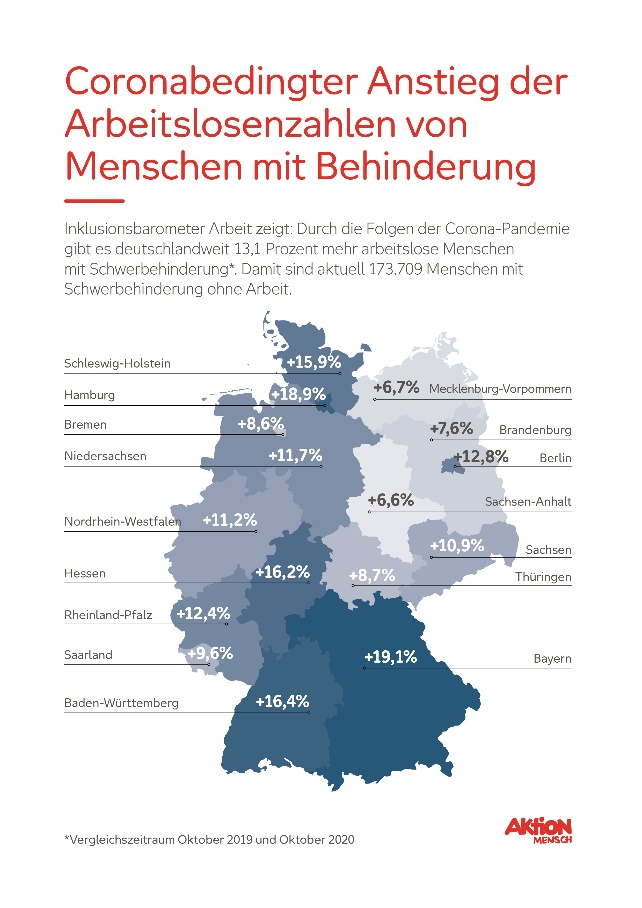 Coronabedingter Anstieg der
Arbeitslosenzahlen von
Menschen mit Behinderung
Inklusionsbarometer Arbeit zeigt: Durch die Folgen der Corona-Pandemie
gibt es deutschlandweit 13,1 Prozent mehr arbeitslose Menschen
mit Schwerbehinderung*. Damit sind aktuell 173.709 Menschen mit
Schwerbehinderung ohne Arbeit.
Schleswig-Holstein +15,9%
+6,7% Mecklenburg-Vorpommern
Hamburg +18,9%
Bremen +8,6%
+7,6% Brandenburg
Niedersachsen +11,7%
+12,8% Berlin
+6,6% Sachsen-Anhalt
Nordrhein-Westfalen +11,2%
+10,9% Sachsen
Hessen +16,2%
+8,7% Thüringen
Rheinland-Pfalz +12,4%
Saarland +9,6%
+19,1% Bayern
Baden-Württemberg +16,4%
*Vergleichszeitraum Oktober 2019 und Oktober 2020
AKTION
MENSCH